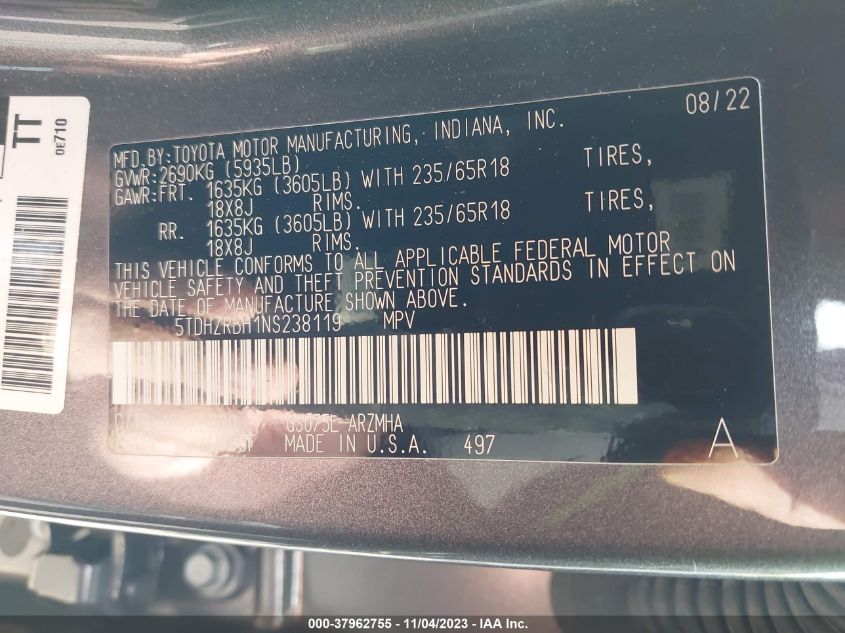 TT
0E710
08/22
MFD.BY:TOYOTA MOTOR MANUFACTURING, INDIANA, INC.
GVWR:2690KG (5935LB)
GAWR:FRT. 1635KG (3605LB) WITH 235/65R18 TIRES,
18X8J RIMS.
RR. 1635KG (3605LB) WITH 235/65R18 TIRES,
18X8J RIMS.
THIS VEHICLE CONFORMS TO ALL APPLICABLE FEDERAL MOTOR
VEHICLE SAFETY AND THEFT PREVENTION STANDARDS IN EFFECT ON
THE DATE OF MANUFACTURE SHOWN ABOVE.
5TDHZRBH1NS238119 MPV
GSU75L-ARZMHA
MADE IN U.S.A. 497
A
000-37962755 - 11/04/2023 - IAA Inc.